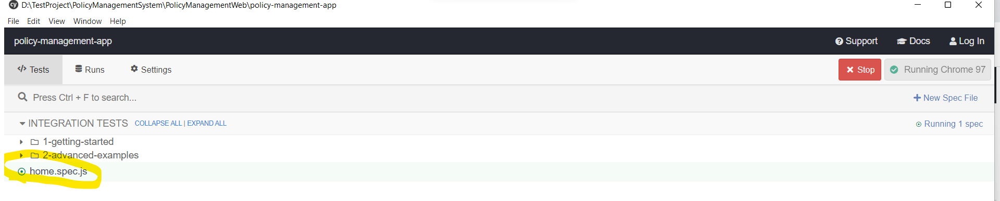 cy D:\TestProject\PolicyManagementSystem\PolicyManagementWeb\policy-management-app
File Edit View Window Help
policy-management-app Support Docs Log In
</> Tests Runs Settings Stop Running Chrome 97
Press Ctrl + F to search... New Spec File
INTEGRATION TESTS COLLAPSE ALL | EXPAND ALL Running 1 spec
1-getting-started
2-advanced-examples
home.spec.js